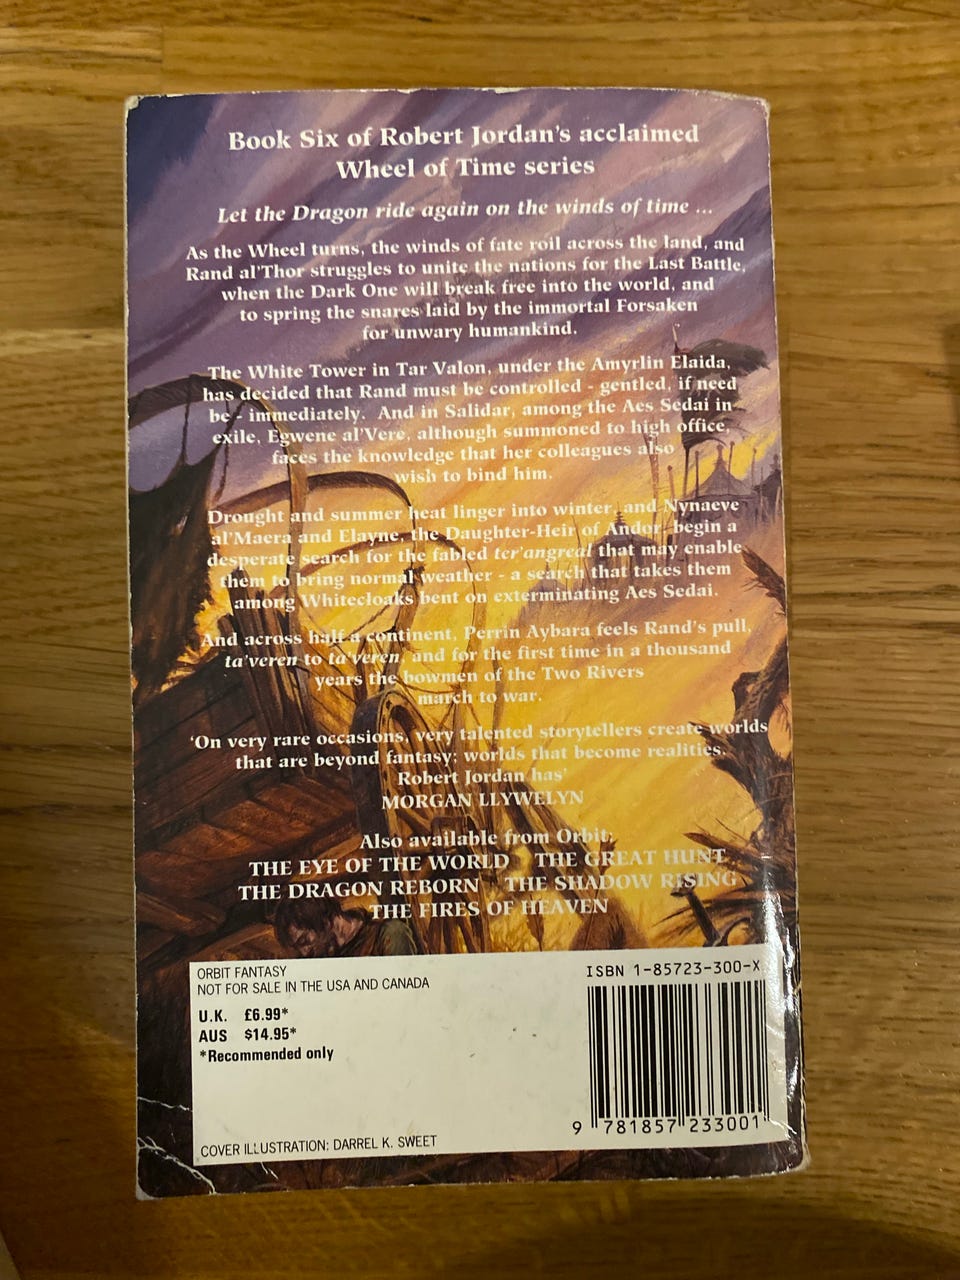 Book Six of Robert Jordan's acclaimed
Wheel of Time series
Let the Dragon ride again on the winds of time ...
As the Wheel turns, the winds of fate roil across the land, and
Rand al'Thor struggles to unite the nations for the Last Battle,
when the Dark One will break free into the world, and
to spring the snares laid by the immortal Forsaken
for unwary humankind.
The White Tower in Tar Valon, under the Amyrlin Elaida,
has decided that Rand must be controlled - gentled, if need
be - immediately. And in Salidar, among the Aes Sedai in
exile, Egwene al'Vere, although summoned to high office,
faces the knowledge that her colleagues also
wish to bind him.
Drought and summer heat linger into winter, and Nynaeve
al'Maera and Elayne, the Daughter-Heir of Andor, begin a
desperate search for the fabled ter'angreal that may enable
them to bring normal weather - a search that takes them
among Whitecloaks bent on exterminating Aes Sedai.
And across half a continent, Perrin Aybara feels Rand's pull,
ta'veren to ta'veren, and for the first time in a thousand
years the bowmen of the Two Rivers
march to war.
'On very rare occasions, very talented storytellers create worlds
that are beyond fantasy; worlds that become realities.
Robert Jordan has'
MORGAN LLYWELYN
Also available from Orbit:
THE EYE OF THE WORLD THE GREAT HUNT
THE DRAGON REBORN THE SHADOW RISING
THE FIRES OF HEAVEN
ORBIT FANTASY
NOT FOR SALE IN THE USA AND CANADA
U.K. £6.99*
AUS $14.95*
*Recommended only
COVER ILLUSTRATION: DARREL K. SWEET
ISBN 1-85723-300-X
9 781857 233001